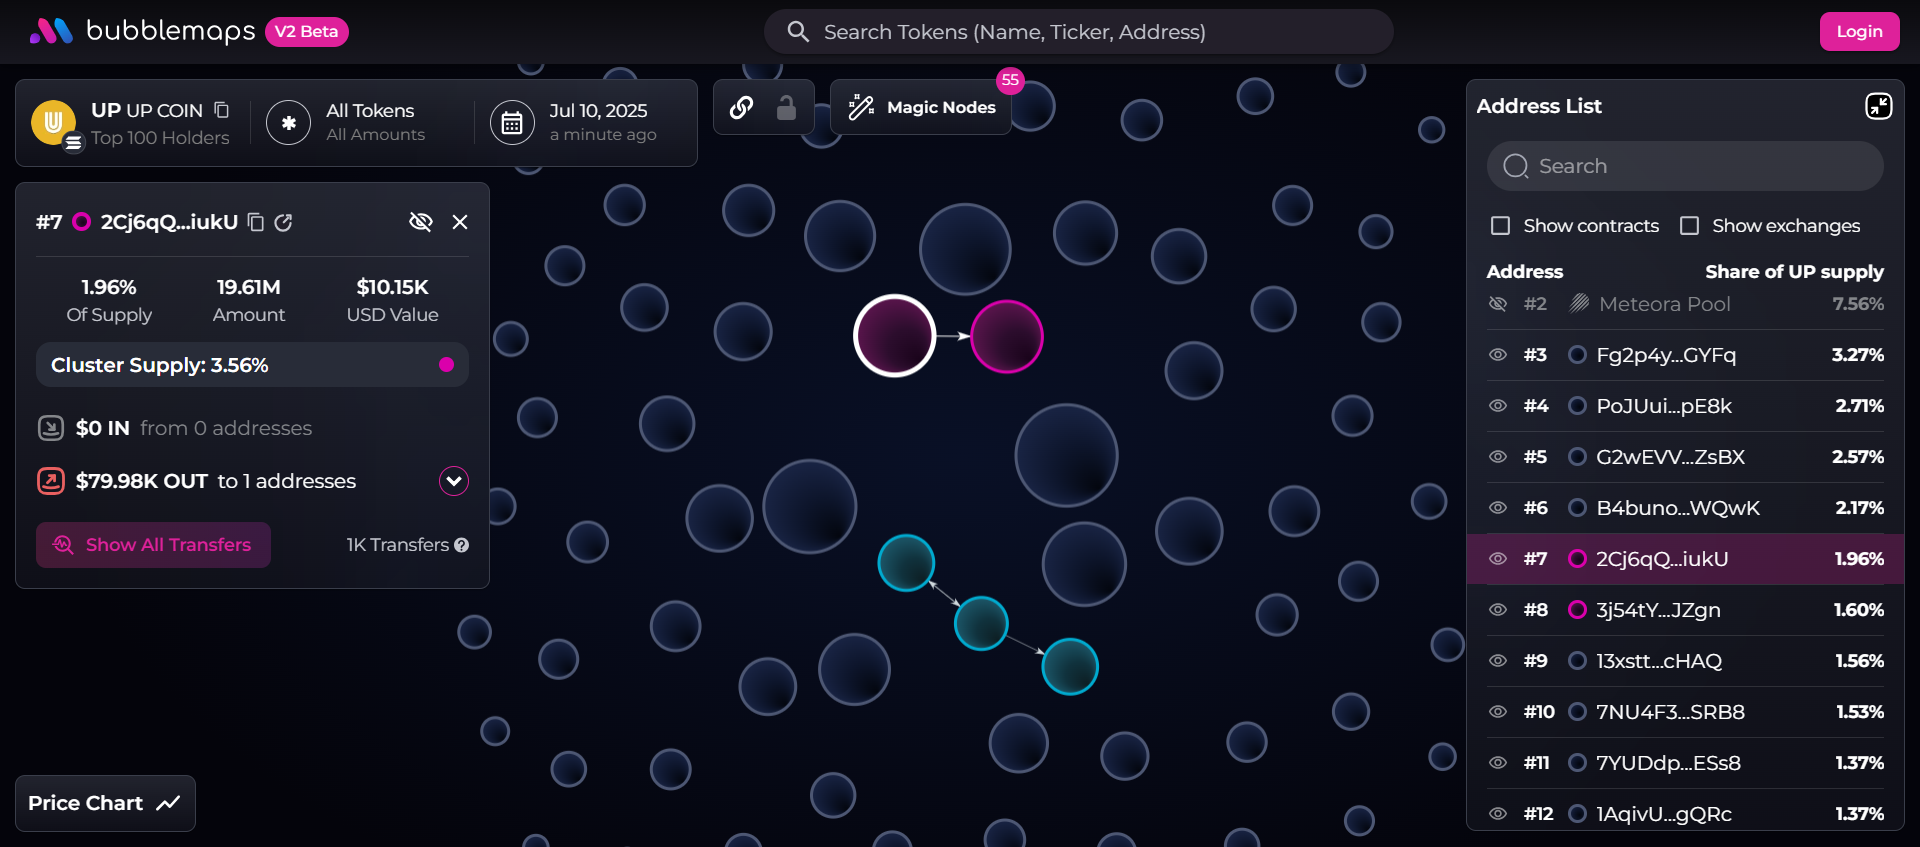 bubblemaps V2 Beta
Search Tokens (Name, Ticker, Address)
Login
UP UP COIN
Top 100 Holders
All Tokens
All Amounts
Jul 10, 2025
a minute ago
Magic Nodes
55
#7 2Cj6qQ...iukU
1.96% 19.61M $10.15K
Of Supply Amount USD Value
Cluster Supply: 3.56%
$0 IN from 0 addresses
$79.98K OUT to 1 addresses
Show All Transfers 1K Transfers ?
Price Chart
Address List
Search
Show contracts Show exchanges
Address Share of UP supply
#2 Meteora Pool 7.56%
#3 Fg2p4y...GYFq 3.27%
#4 PoJUui...pE8k 2.71%
#5 G2wEVV...ZsBX 2.57%
#6 B4buno...WQwK 2.17%
#7 2Cj6qQ...iukU 1.96%
#8 3j54tY...JZgn 1.60%
#9 13xstt...cHAQ 1.56%
#10 7NU4F3...SRB8 1.53%
#11 7YUDdp...ESs8 1.37%
#12 1AqivU...gQRc 1.37%